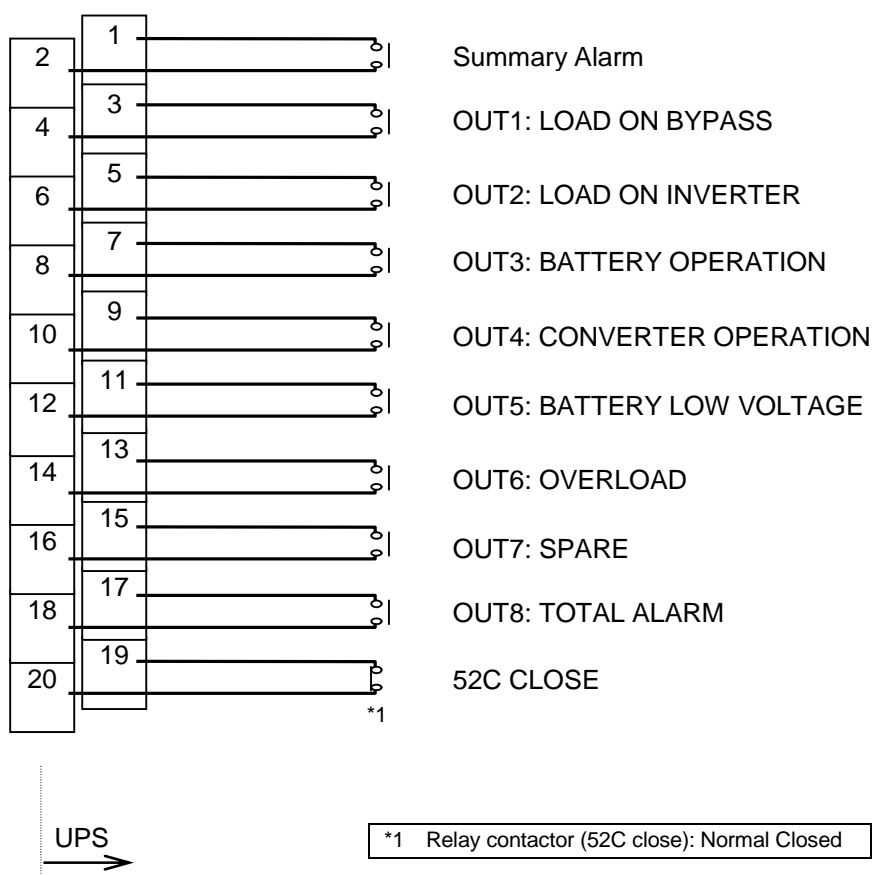 1
2
Summary Alarm
3
4
OUT1: LOAD ON BYPASS
5
6
OUT2: LOAD ON INVERTER
7
8
OUT3: BATTERY OPERATION
9
10
OUT4: CONVERTER OPERATION
11
12
OUT5: BATTERY LOW VOLTAGE
13
14
OUT6: OVERLOAD
15
16
OUT7: SPARE
17
18
OUT8: TOTAL ALARM
19
20
52C CLOSE
*1
UPS
*1 Relay contactor (52C close): Normal Closed